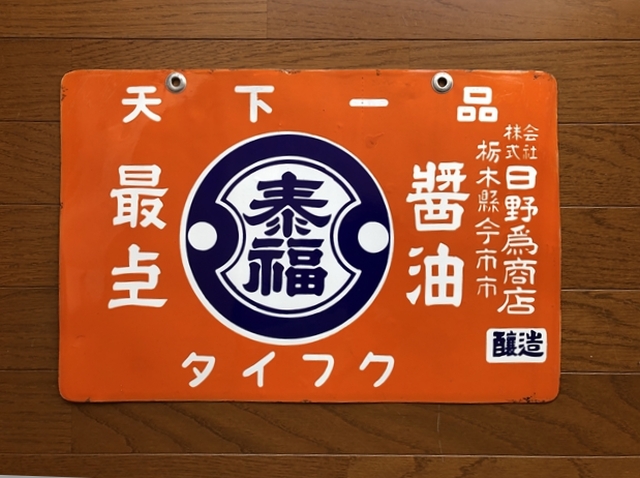 天下一品
最上
泰福
醤油
タイフク
株式会社
日野為商店
栃木縣今市市
醸造